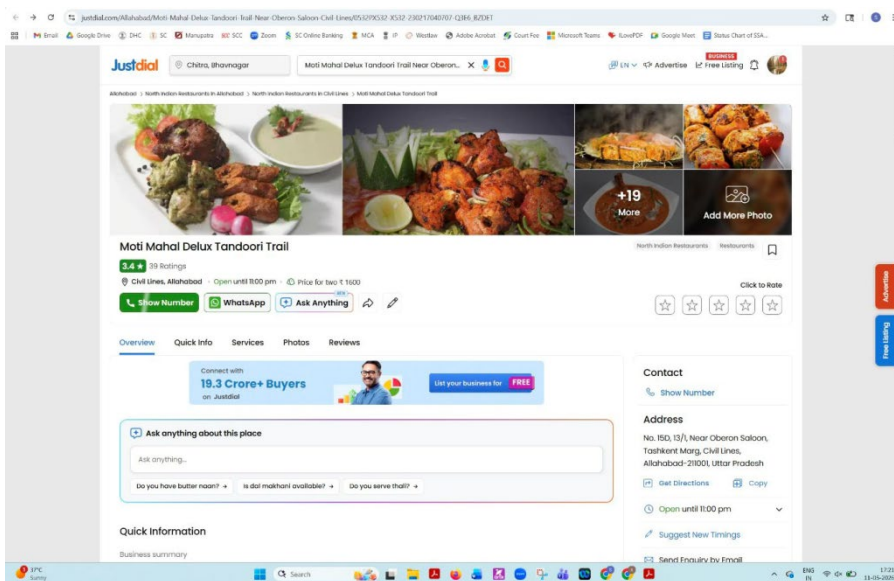 justdial.com/Allahabad/Moti-Mahal-Delux-Tandoori-Trail-Near-Oberon-Saloon-Civil-Lines/0532PX532-X532-230217040707-Q3F6_BZDET
Email Google Drive DHC SC Manupatra SCC Zoom SC Online Banking MCA IP Westlaw Adobe Acrobat Court Fee Microsoft Teams ILovePDF Google Meet Status Chart of SSA...
Justdial Chitra, Bhavnagar Moti Mahal Delux Tandoori Trail Near Oberon... EN Advertise BUSINESS Free Listing
Allahabad > North Indian Restaurants in Allahabad > North Indian Restaurants in Civil Lines > Moti Mahal Delux Tandoori Trail
+19
More
Add More Photo
Moti Mahal Delux Tandoori Trail
North Indian Restaurants Restaurants
3.4 ★ 39 Ratings
Civil Lines, Allahabad · Open until 11:00 pm · Price for two ₹ 1600
Click to Rate
Show Number WhatsApp Ask Anything
Advertise
Free Listing
Overview Quick Info Services Photos Reviews
Connect with
19.3 Crore+ Buyers
on Justdial
List your business for FREE
Contact
Show Number
Address
No. 15D, 13/1, Near Oberon Saloon,
Tashkent Marg, Civil Lines,
Allahabad-211001, Uttar Pradesh
Get Directions Copy
Open until 11:00 pm
Suggest New Timings
Send Enquiry by Email
Ask anything about this place
Ask anything...
Do you have butter naan? → Is dal makhani available? → Do you serve thali? →
Quick Information
Business summary
31°C
Sunny
Search
ENG
IN
17:20